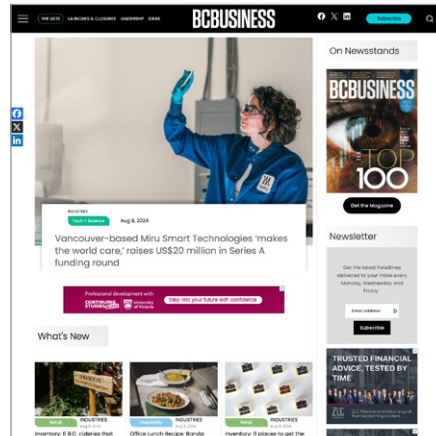 THE LISTS LAUNCHES & CLOSURES LEADERSHIP IDEAS
BCBUSINESS
Subscribe
On Newsstands
BCBUSINESS
TOP
100
Get the Magazine
INDUSTRIES
Tech + Science
Aug 8, 2024
Vancouver-based Miru Smart Technologies 'makes
the world care,' raises US$20 million in Series A
funding round
Professional development with
CONTINUING
STUDIES
University
of Victoria
Step into your future with confidence
Newsletter
Get the latest headlines
delivered to your inbox every
Monday, Wednesday and
Friday.
Email address
Subscribe
What's New
Retail
INDUSTRIES
Inventory: 6 BC cideries that
Hospitality
INDUSTRIES
Office Lunch Recipe: Banda
Retail
INDUSTRIES
Inventory: 5 places to get the
TRUSTED FINANCIAL
ADVICE, TESTED BY
TIME
ZLC